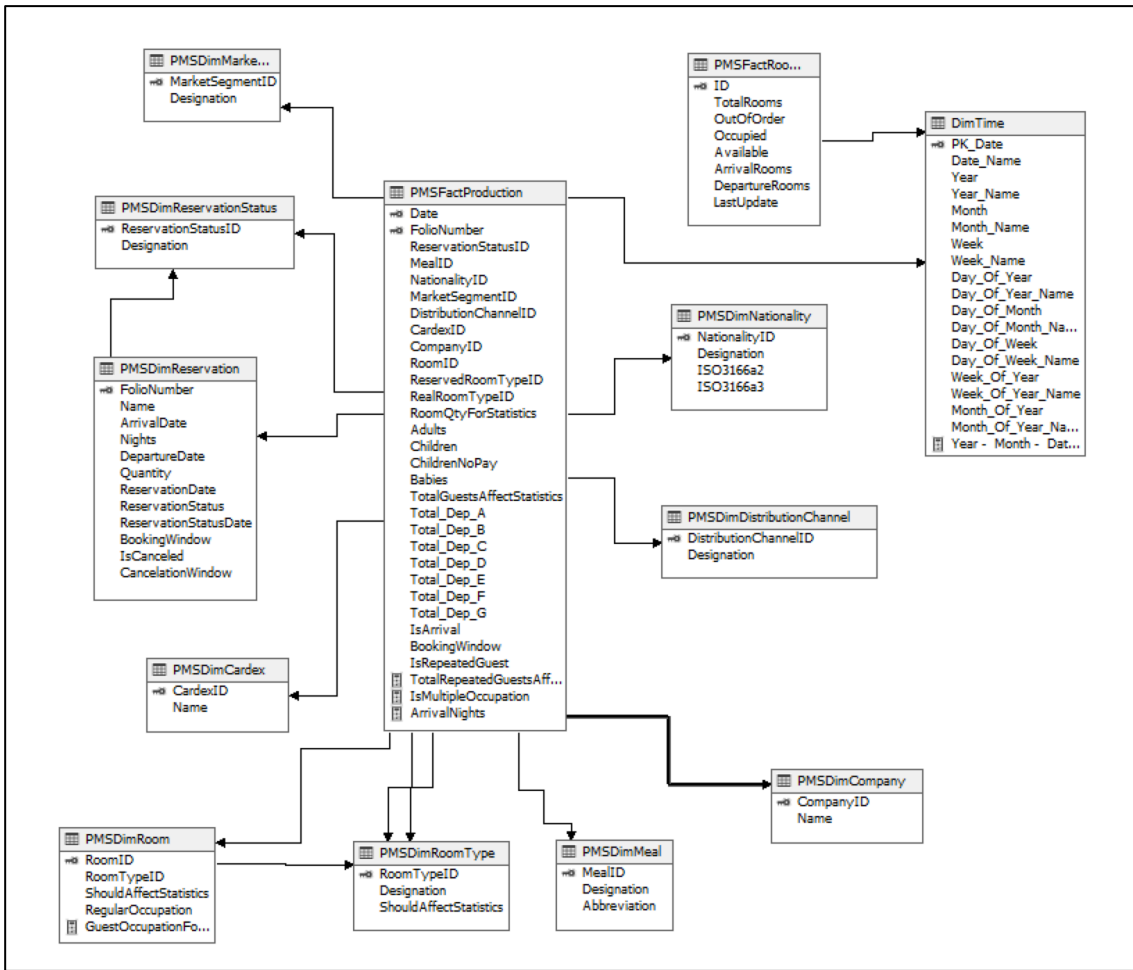 PMSDimMarke...
MarketSegmentID
Designation
PMSFactRoo...
ID
TotalRooms
OutOfOrder
Occupied
Available
ArrivalRooms
DepartureRooms
LastUpdate
DimTime
PK_Date
Date_Name
Year
Year_Name
Month
Month_Name
Week
Week_Name
Day_Of_Year
Day_Of_Year_Name
Day_Of_Month
Day_Of_Month_Na...
Day_Of_Week
Day_Of_Week_Name
Week_Of_Year
Week_Of_Year_Name
Month_Of_Year
Month_Of_Year_Na...
Year - Month - Dat...
PMSDimReservationStatus
ReservationStatusID
Designation
PMSFactProduction
Date
FolioNumber
ReservationStatusID
MealID
NationalityID
MarketSegmentID
DistributionChannelID
CardexID
CompanyID
RoomID
ReservedRoomTypeID
RealRoomTypeID
RoomQtyForStatistics
Adults
Children
ChildrenNoPay
Babies
TotalGuestsAffectStatistics
Total_Dep_A
Total_Dep_B
Total_Dep_C
Total_Dep_D
Total_Dep_E
Total_Dep_F
Total_Dep_G
IsArrival
BookingWindow
IsRepeatedGuest
TotalRepeatedGuestsAff...
IsMultipleOccupation
ArrivalNights
PMSDimNationality
NationalityID
Designation
ISO3166a2
ISO3166a3
PMSDimReservation
FolioNumber
Name
ArrivalDate
Nights
DepartureDate
Quantity
ReservationDate
ReservationStatus
ReservationStatusDate
BookingWindow
IsCanceled
CancelationWindow
PMSDimDistributionChannel
DistributionChannelID
Designation
PMSDimCardex
CardexID
Name
PMSDimCompany
CompanyID
Name
PMSDimRoom
RoomID
RoomTypeID
ShouldAffectStatistics
RegularOccupation
GuestOccupationFo...
PMSDimRoomType
RoomTypeID
Designation
ShouldAffectStatistics
PMSDimMeal
MealID
Designation
Abbreviation